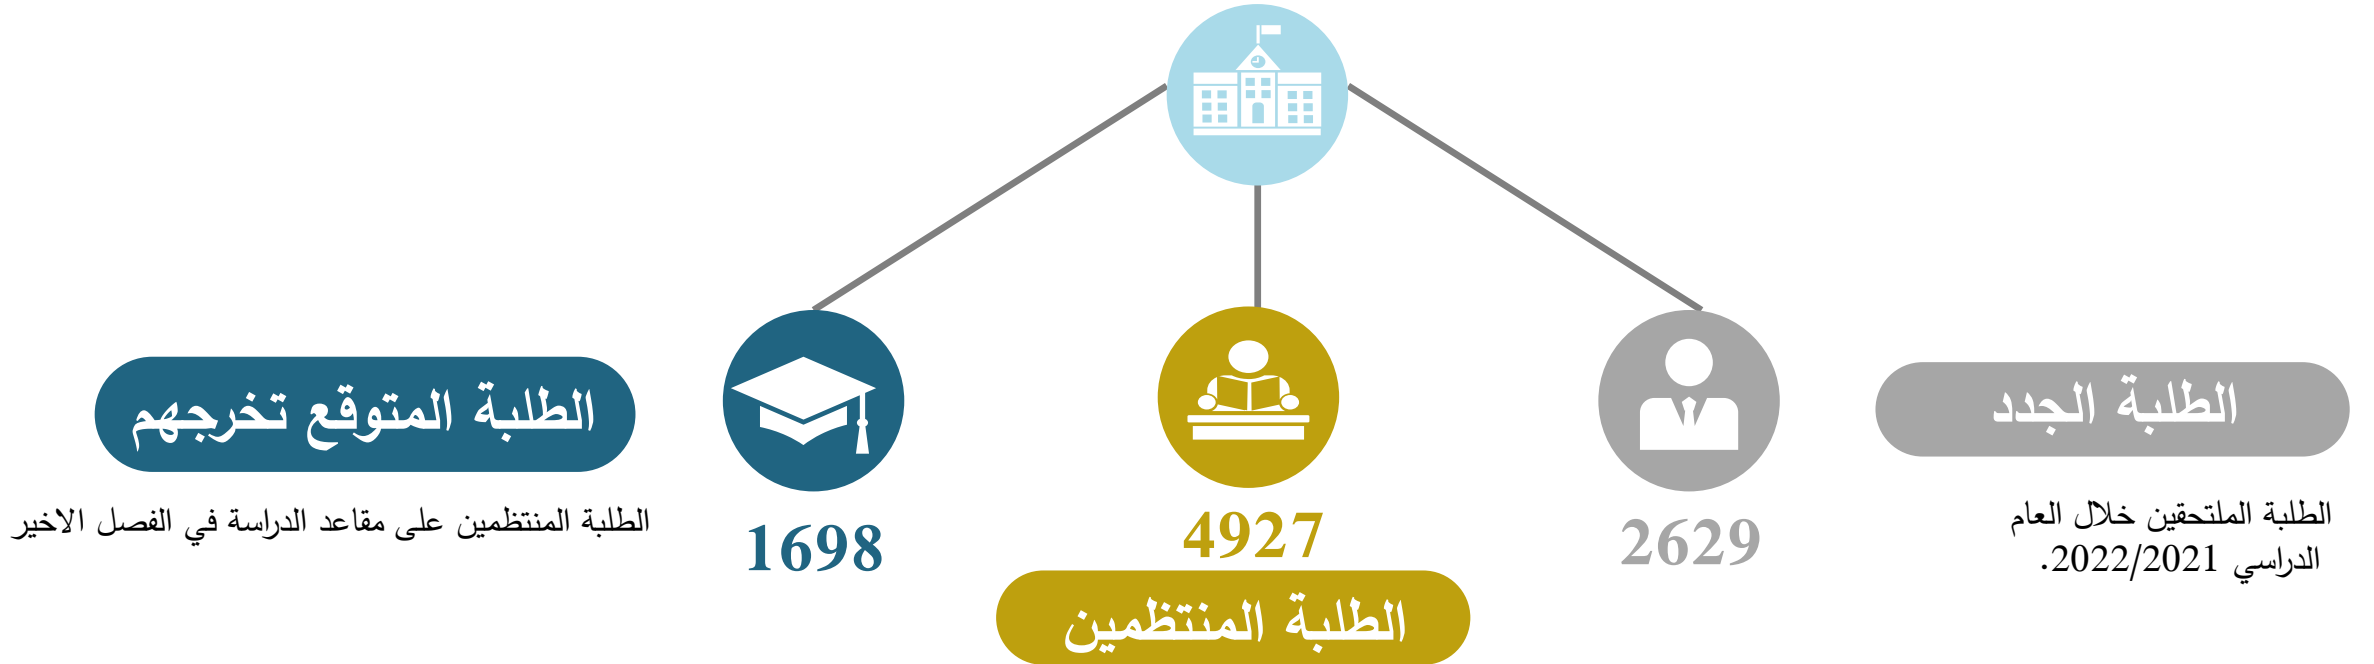 الطلبة الجدد
الطلبة الملتحقين خلال العام
الدراسي 2022/2021.
2629
4927
الطلبة المنتظمين
1698
الطلبة المتوقع تخرجهم
الطلبة المنتظمين على مقاعد الدراسة في الفصل الاخير